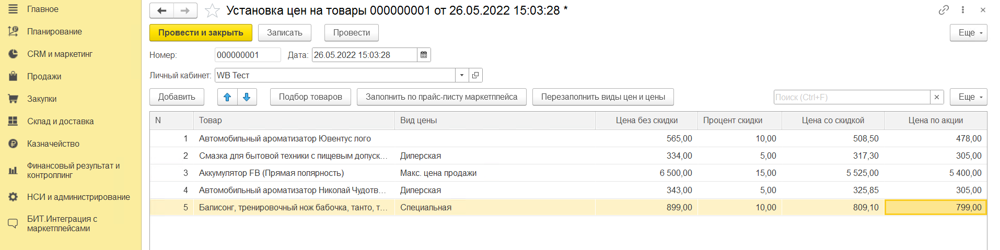 Главное
Планирование
CRM и маркетинг
Продажи
Закупки
Склад и доставка
Казначейство
Финансовый результат и
контроллинг
НСИ и администрирование
БИТ.Интеграция с
маркетплейсами
Установка цен на товары 000000001 от 26.05.2022 15:03:28 *
Провести и закрыть Записать Провести Еще
Номер: 000000001 Дата: 26.05.2022 15:03:28
Личный кабинет: WB Тест
Добавить Подбор товаров Заполнить по прайс-листу маркетплейса Перезаполнить виды цен и цены Поиск (Ctrl+F) × Еще
N Товар Вид цены Цена без скидки Процент скидки Цена со скидкой Цена по акции
1 Автомобильный ароматизатор Ювентус лого 565,00 10,00 508,50 478,00
2 Смазка для бытовой техники с пищевым допуск... Дилерская 334,00 5,00 317,30 305,00
3 Аккумулятор FB (Прямая полярность) Макс. цена продажи 6 500,00 15,00 5 525,00 5 400,00
4 Автомобильный ароматизатор Николай Чудотв... Дилерская 343,00 5,00 325,85 305,00
5 Балисонг, тренировочный нож бабочка, танто, т... Специальная 899,00 10,00 809,10 799,00